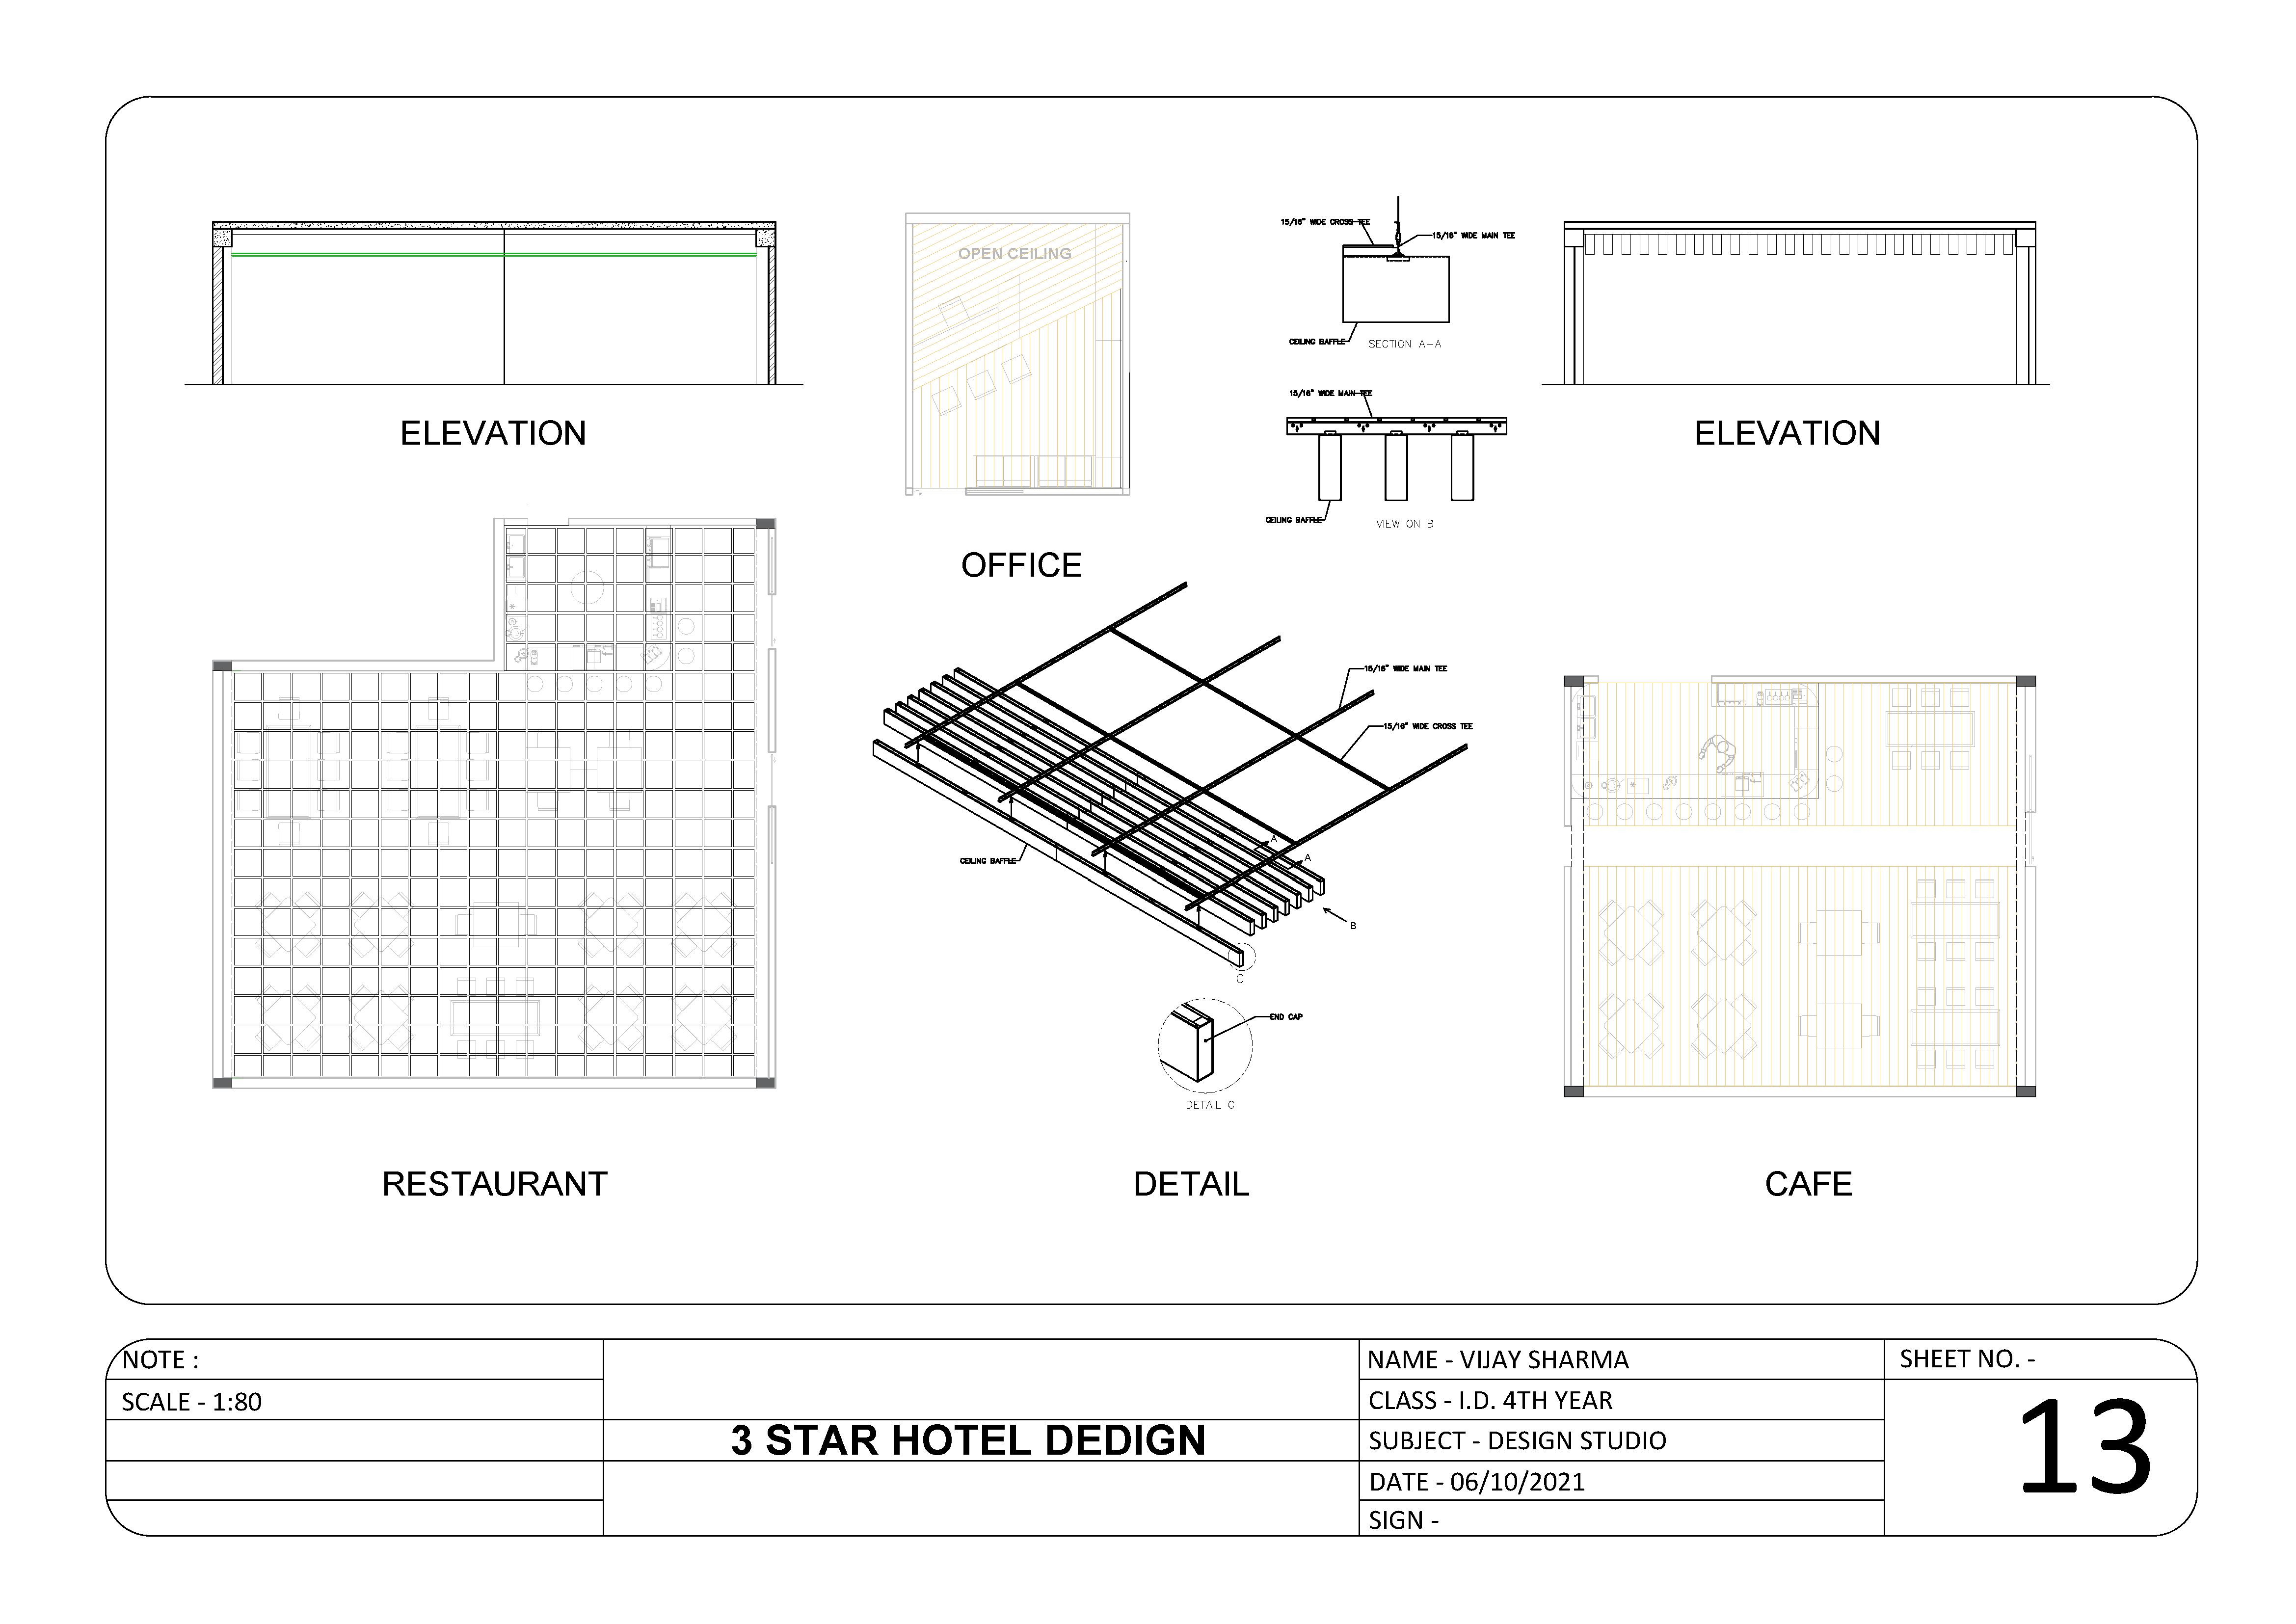 OPEN CEILING
15/16" WIDE CROSS TEE
15/16" WIDE MAIN TEE
CEILING BAFFLE
SECTION A-A
15/16" WIDE MAIN TEE
CEILING BAFFLE
VIEW ON B
ELEVATION
ELEVATION
OFFICE
15/16" WIDE MAIN TEE
15/16" WIDE CROSS TEE
A
A
CEILING BAFFLE
B
C
END CAP
DETAIL C
RESTAURANT
DETAIL
CAFE
NOTE :
SCALE - 1:80
3 STAR HOTEL DEDIGN
NAME - VIJAY SHARMA
CLASS - I.D. 4TH YEAR
SUBJECT - DESIGN STUDIO
DATE - 06/10/2021
SIGN -
SHEET NO. -
13